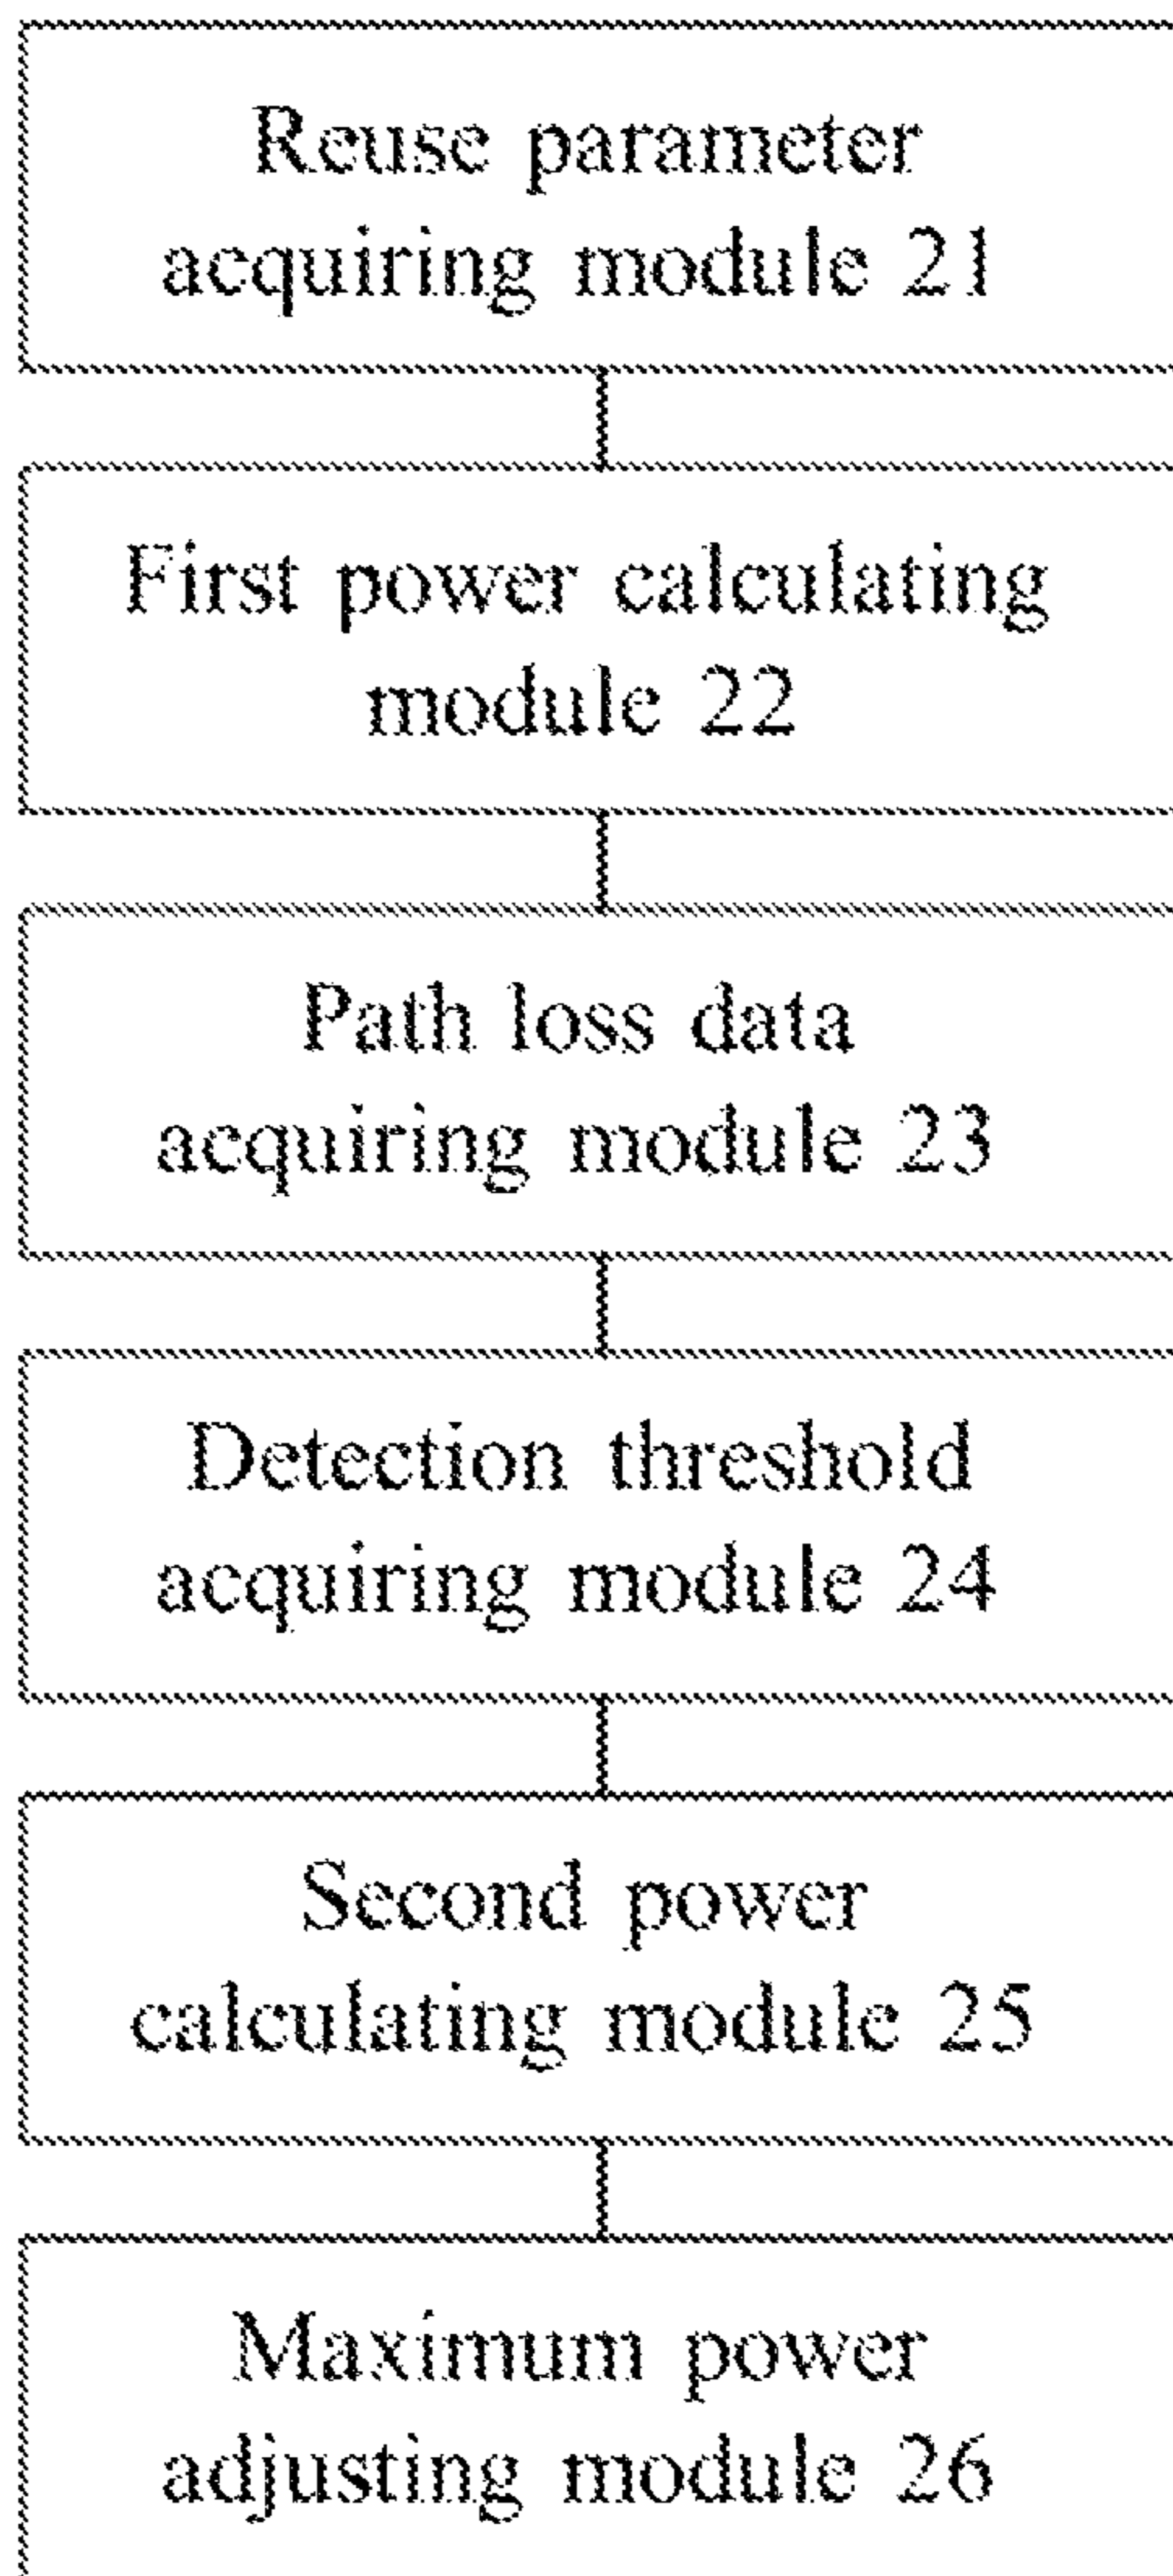 Reuse parameter
acquiring module 21
First power calculating
module 22
Path loss data
acquiring module 23
Detection threshold
acquiring module 24
Second power
calculating module 25
Maximum power
adjusting module 26